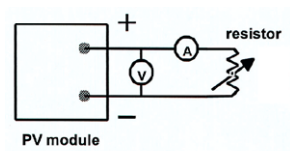 +
resistor
A
V
−
PV module